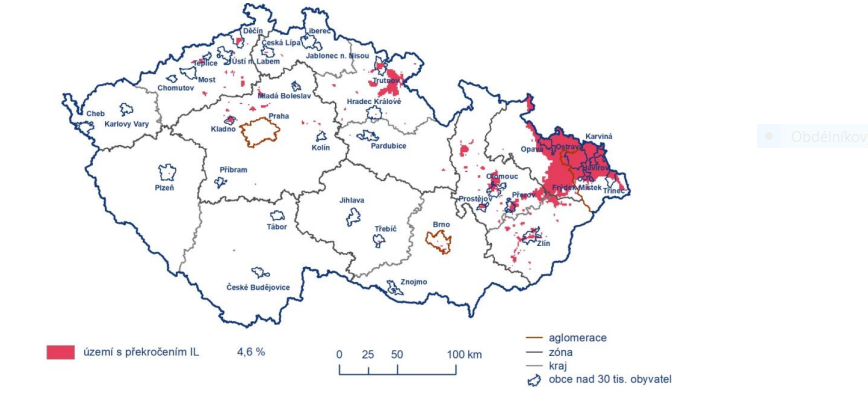 Děčín
Liberec
Česká Lípa
Jablonec n. Nisou
Teplice
Ústí n. Labem
Most
Chomutov
Trutnov
Mladá Boleslav
Hradec Králové
Cheb
Karlovy Vary
Praha
Kladno
Kolín
Pardubice
Karviná
Opava
Ostrava
Havířov
Olomouc
Frýdek-Místek
Třinec
Příbram
Plzeň
Přerov
Prostějov
Jihlava
Tábor
Třebíč
Brno
Zlín
České Budějovice
Znojmo
území s překročením IL 4,6 %
0 25 50 100 km
aglomerace
zóna
kraj
obce nad 30 tis. obyvatel
Obdélníkov